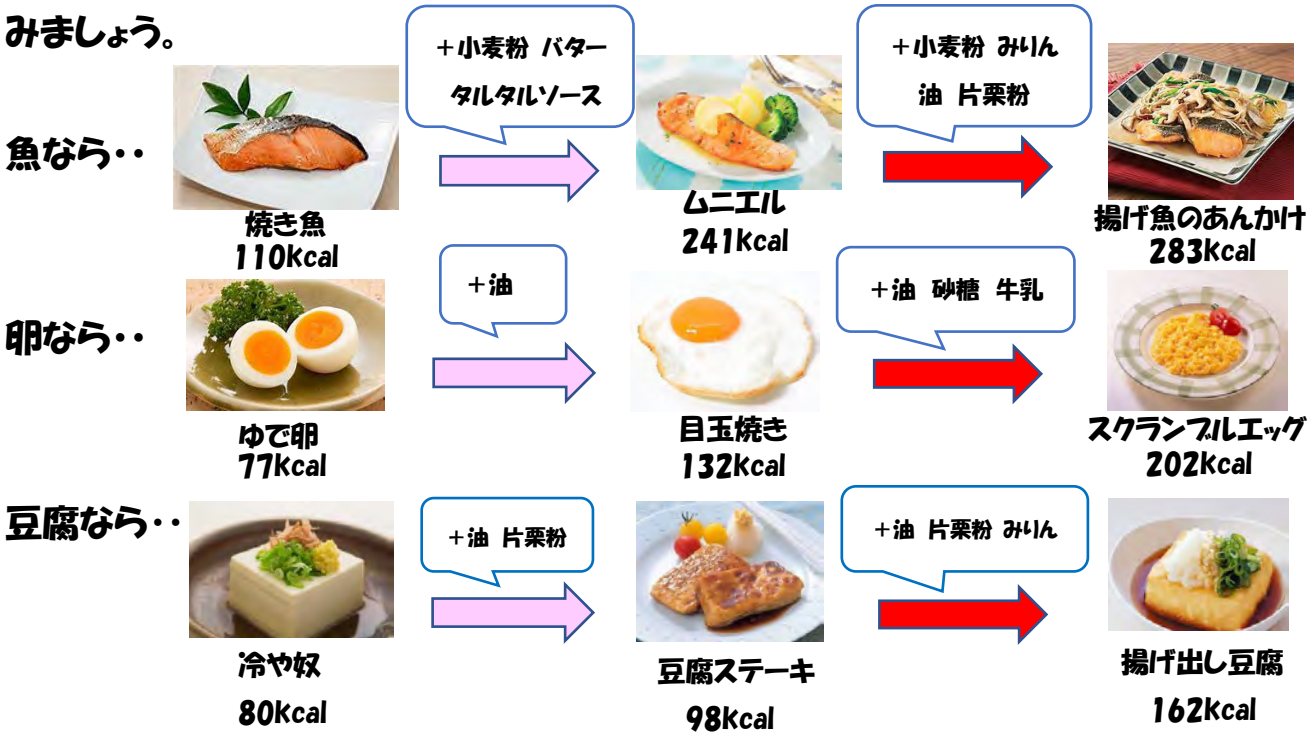 みましょう。
魚なら‥
+小麦粉 バター
タルタルソース
+小麦粉 みりん
油 片栗粉
焼き魚
110kcal
ムニエル
241kcal
揚げ魚のあんかけ
283kcal
卵なら‥
+油
+油 砂糖 牛乳
ゆで卵
77kcal
目玉焼き
132kcal
スクランブルエッグ
202kcal
豆腐なら‥
+油 片栗粉
+油 片栗粉 みりん
冷や奴
80kcal
豆腐ステーキ
98kcal
揚げ出し豆腐
162kcal